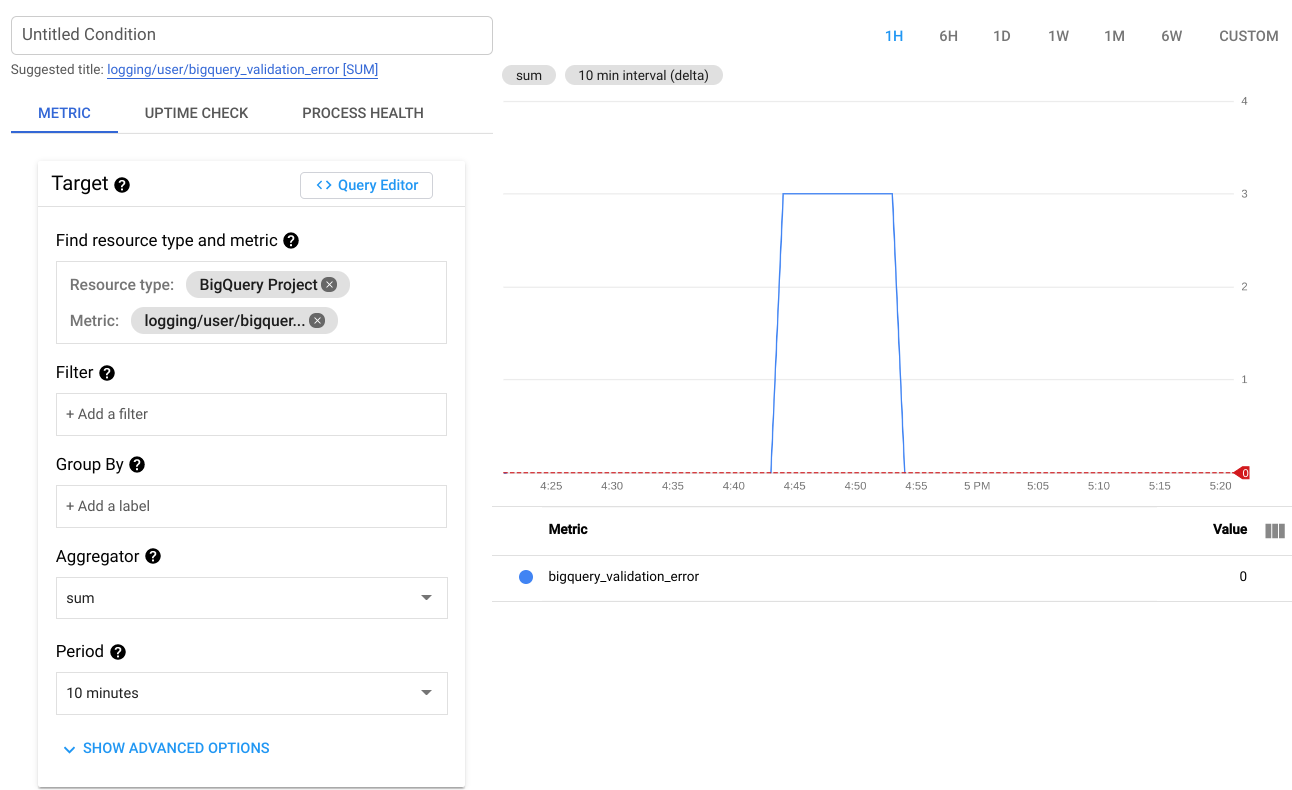 Untitled Condition
Suggested title: logging/user/bigquery_validation_error [SUM]
METRIC UPTIME CHECK PROCESS HEALTH
Target
<> Query Editor
Find resource type and metric
Resource type: BigQuery Project
Metric: logging/user/bigquer...
Filter
+ Add a filter
Group By
+ Add a label
Aggregator
sum
Period
10 minutes
SHOW ADVANCED OPTIONS
1H 6H 1D 1W 1M 6W CUSTOM
sum 10 min interval (delta)
4
3
2
1
0
4:25 4:30 4:35 4:40 4:45 4:50 4:55 5 PM 5:05 5:10 5:15 5:20
Metric Value
bigquery_validation_error 0